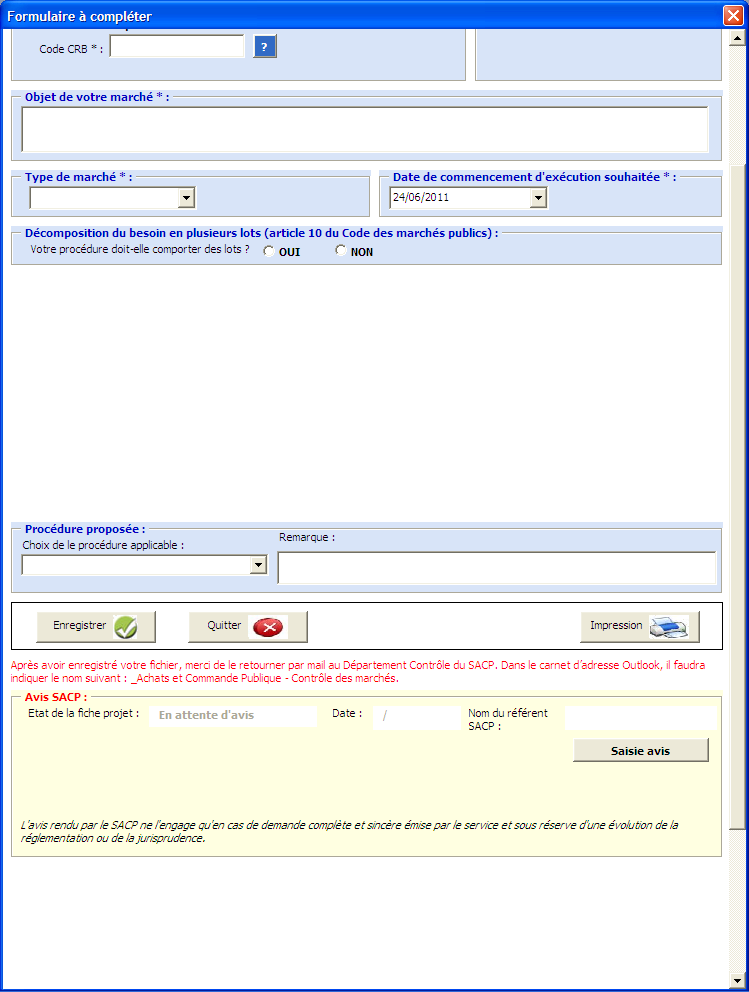 Formulaire à compléter
Code CRB * :
?
Objet de votre marché * :
Type de marché * :
Date de commencement d'exécution souhaitée * :
24/06/2011
Décomposition du besoin en plusieurs lots (article 10 du Code des marchés publics) :
Votre procédure doit-elle comporter des lots ? OUI NON
Procédure proposée :
Choix de le procédure applicable :
Remarque :
Enregistrer Quitter Impression
Après avoir enregistré votre fichier, merci de le retourner par mail au Département Contrôle du SACP. Dans le carnet d'adresse Outlook, il faudra
indiquer le nom suivant : _Achats et Commande Publique - Contrôle des marchés.
Avis SACP :
Etat de la fiche projet : En attente d'avis Date : / Nom du référent
SACP :
Saisie avis
L'avis rendu par le SACP ne l'engage qu'en cas de demande complète et sincère émise par le service et sous réserve d'une évolution de la
réglementation ou de la jurisprudence.